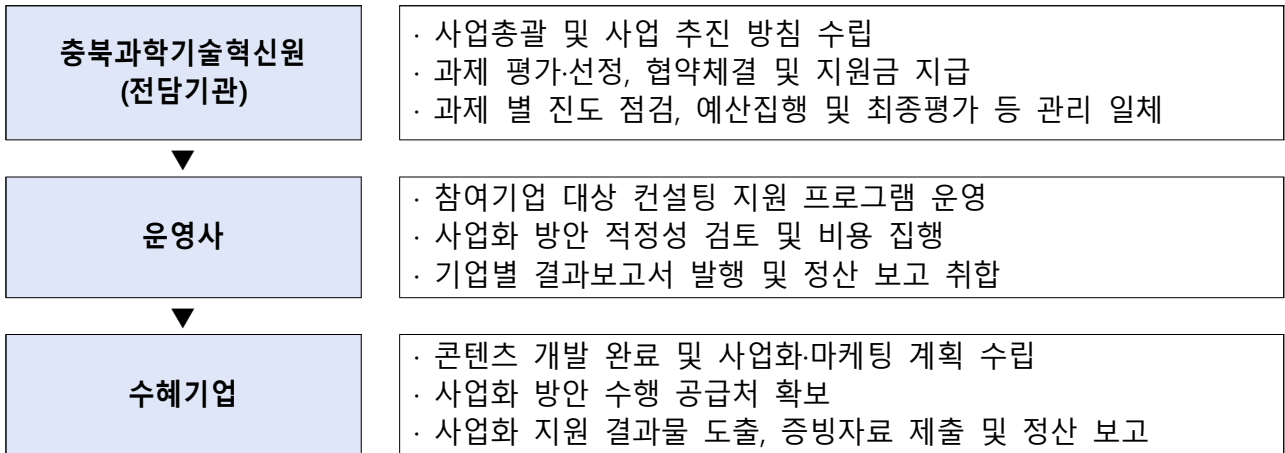 충북과학기술혁신원
(전담기관)
· 사업총괄 및 사업 추진 방침 수립
· 과제 평가·선정, 협약체결 및 지원금 지급
· 과제 별 진도 점검, 예산집행 및 최종평가 등 관리 일체
▼
운영사
· 참여기업 대상 컨설팅 지원 프로그램 운영
· 사업화 방안 적정성 검토 및 비용 집행
· 기업별 결과보고서 발행 및 정산 보고 취합
▼
수혜기업
· 콘텐츠 개발 완료 및 사업화·마케팅 계획 수립
· 사업화 방안 수행 공급처 확보
· 사업화 지원 결과물 도출, 증빙자료 제출 및 정산 보고